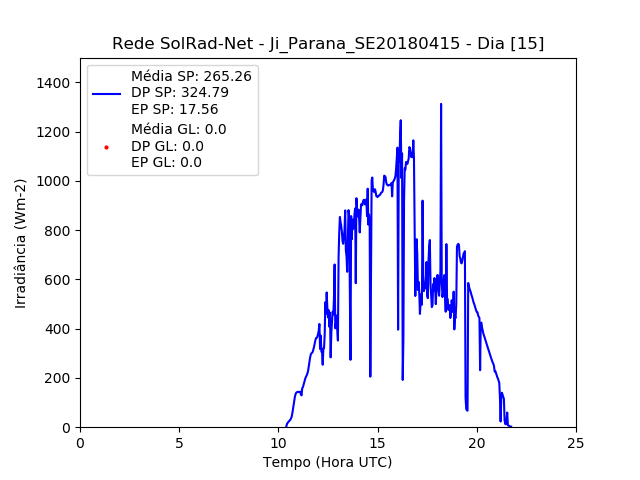 Rede SolRad-Net - Ji_Parana_SE20180415 - Dia [15]
Média SP: 265.26
DP SP: 324.79
EP SP: 17.56
Média GL: 0.0
DP GL: 0.0
EP GL: 0.0
1400
1200
1000
800
600
400
200
0
Irradiância (Wm-2)
0 5 10 15 20 25
Tempo (Hora UTC)